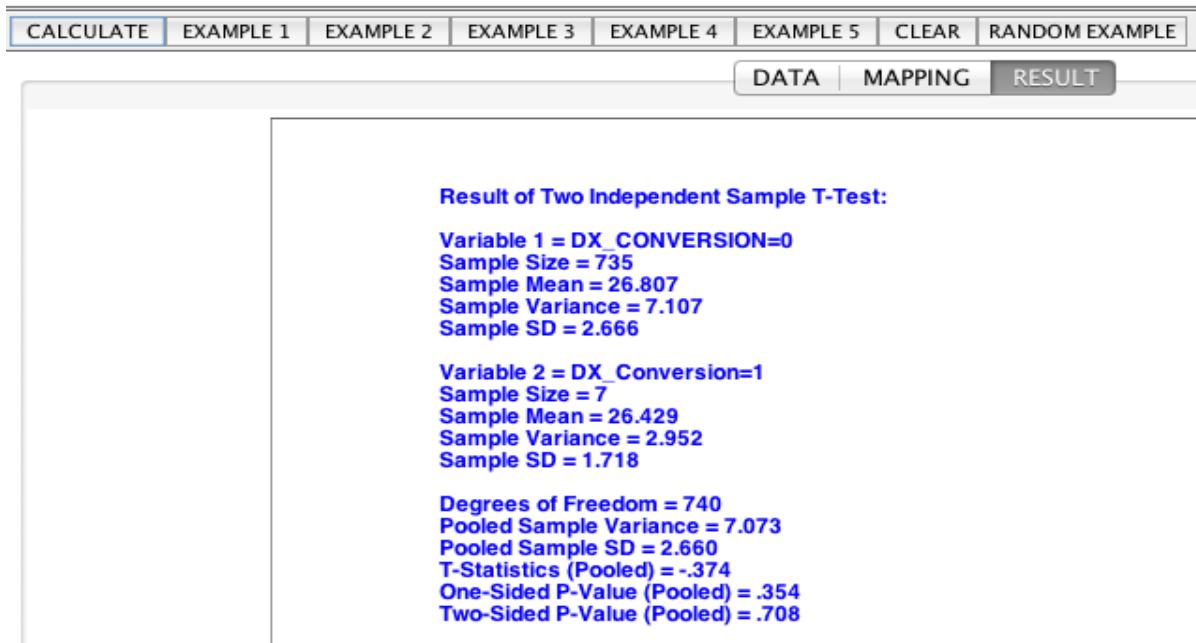 CALCULATE EXAMPLE 1 EXAMPLE 2 EXAMPLE 3 EXAMPLE 4 EXAMPLE 5 CLEAR RANDOM EXAMPLE
DATA MAPPING RESULT
Result of Two Independent Sample T-Test:
Variable 1 = DX_CONVERSION=0
Sample Size = 735
Sample Mean = 26.807
Sample Variance = 7.107
Sample SD = 2.666
Variable 2 = DX_Conversion=1
Sample Size = 7
Sample Mean = 26.429
Sample Variance = 2.952
Sample SD = 1.718
Degrees of Freedom = 740
Pooled Sample Variance = 7.073
Pooled Sample SD = 2.660
T-Statistics (Pooled) = -.374
One-Sided P-Value (Pooled) = .354
Two-Sided P-Value (Pooled) = .708